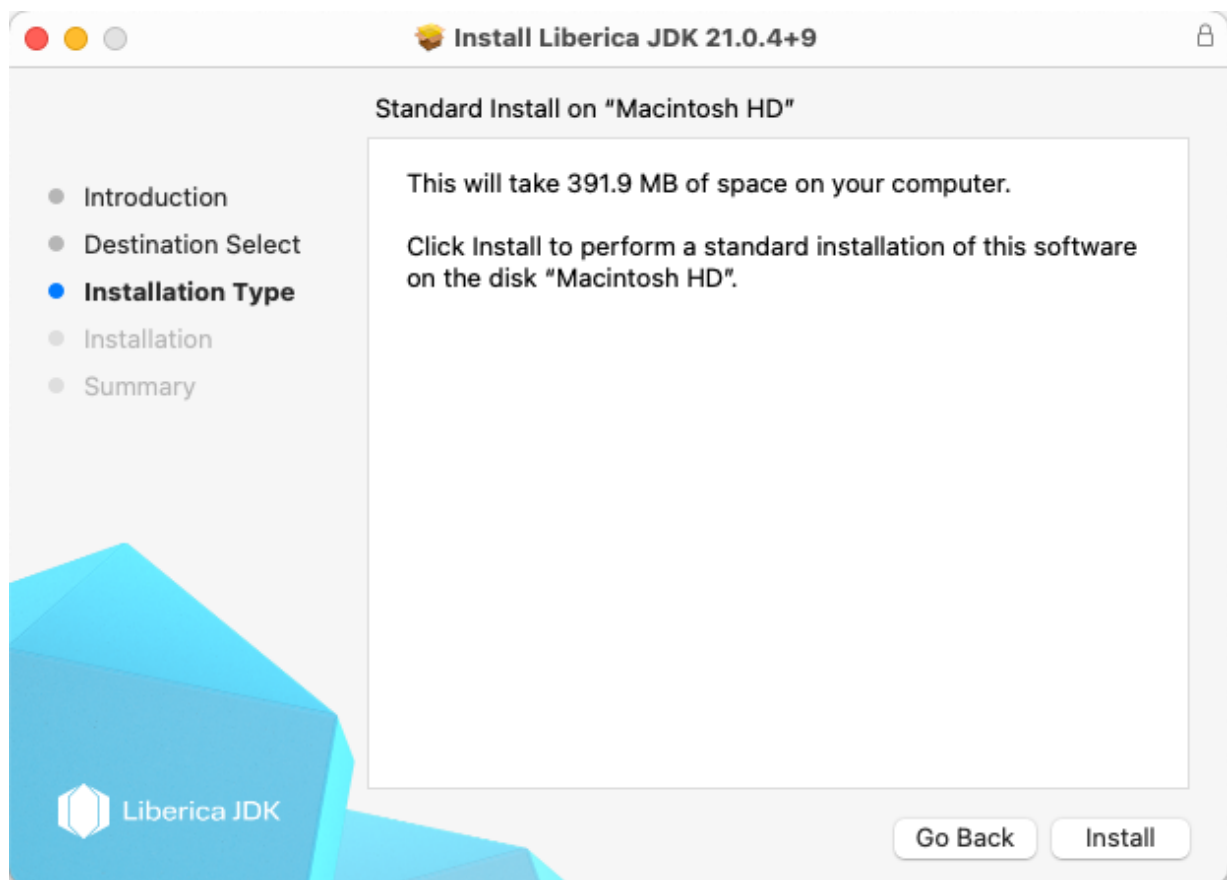 Install Liberica JDK 21.0.4+9
Standard Install on “Macintosh HD”
Introduction
Destination Select
Installation Type
Installation
Summary
This will take 391.9 MB of space on your computer.
Click Install to perform a standard installation of this software
on the disk “Macintosh HD”.
Liberica JDK
Go Back
Install